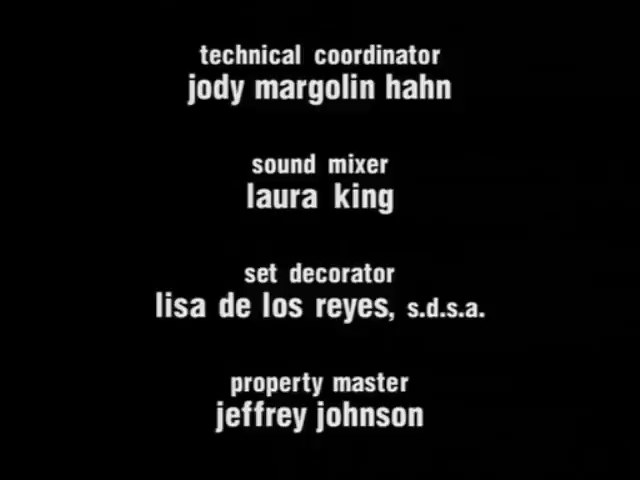 technical coordinator
jody margolin hahn
sound mixer
laura king
set decorator
lisa de los reyes, s.d.s.a.
property master
jeffrey johnson